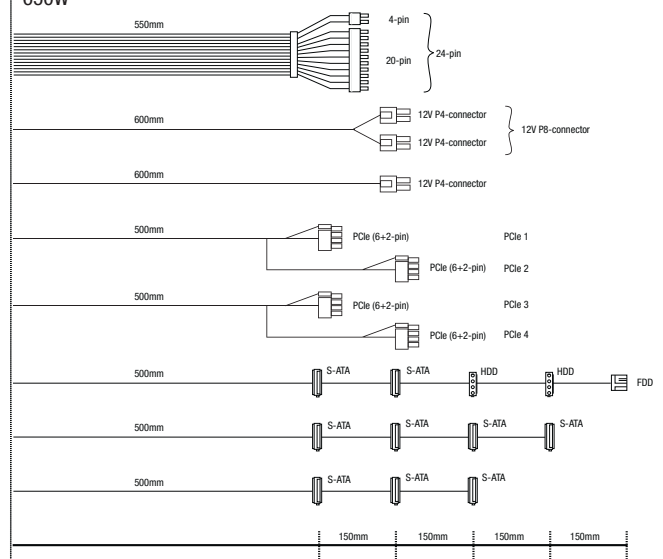 650W
550mm
4-pin
20-pin
24-pin
600mm
12V P4-connector
12V P4-connector
12V P8-connector
600mm
12V P4-connector
500mm
PCIe (6+2-pin) PCIe 1
PCIe (6+2-pin) PCIe 2
500mm
PCIe (6+2-pin) PCIe 3
PCIe (6+2-pin) PCIe 4
500mm S-ATA S-ATA HDD HDD FDD
500mm S-ATA S-ATA S-ATA S-ATA
500mm S-ATA S-ATA S-ATA
150mm 150mm 150mm 150mm